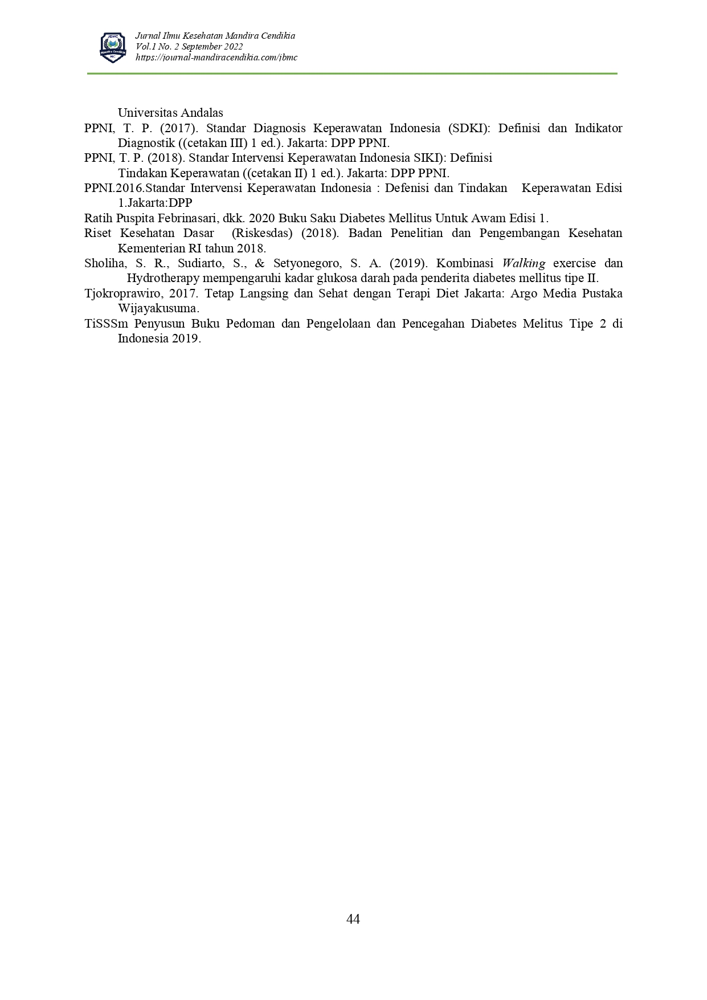 JBMC
Mandira Cendikia
MC
Jurnal Ilmu Kesehatan Mandira Cendikia
Vol.1 No. 2 September 2022
https://journal-mandiracendikia.com/jbmc
Universitas Andalas
PPNI, T. P. (2017). Standar Diagnosis Keperawatan Indonesia (SDKI): Definisi dan Indikator
Diagnostik ((cetakan III) 1 ed.). Jakarta: DPP PPNI.
PPNI, T. P. (2018). Standar Intervensi Keperawatan Indonesia SIKI): Definisi
Tindakan Keperawatan ((cetakan II) 1 ed.). Jakarta: DPP PPNI.
PPNI.2016.Standar Intervensi Keperawatan Indonesia : Defenisi dan Tindakan Keperawatan Edisi
1.Jakarta:DPP
Ratih Puspita Febrinasari, dkk. 2020 Buku Saku Diabetes Mellitus Untuk Awam Edisi 1.
Riset Kesehatan Dasar (Riskesdas) (2018). Badan Penelitian dan Pengembangan Kesehatan
Kementerian RI tahun 2018.
Sholiha, S. R., Sudiarto, S., & Setyonegoro, S. A. (2019). Kombinasi Walking exercise dan
Hydrotherapy mempengaruhi kadar glukosa darah pada penderita diabetes mellitus tipe II.
Tjokroprawiro, 2017. Tetap Langsing dan Sehat dengan Terapi Diet Jakarta: Argo Media Pustaka
Wijayakusuma.
TiSSSm Penyusun Buku Pedoman dan Pengelolaan dan Pencegahan Diabetes Melitus Tipe 2 di
Indonesia 2019.
44